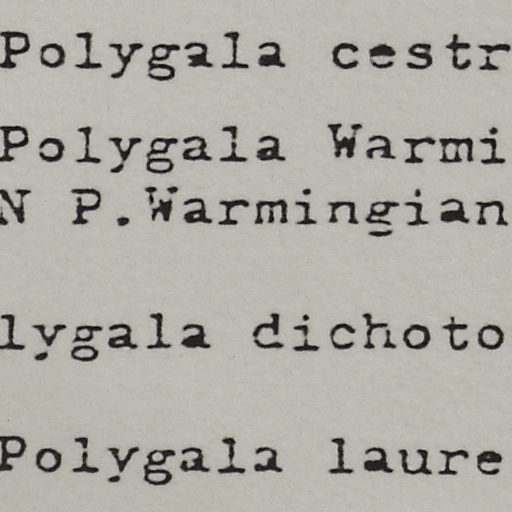 Polygala cestr
Polygala Warmi
N P.Warmingian
lygala dichoto
Polygala laure